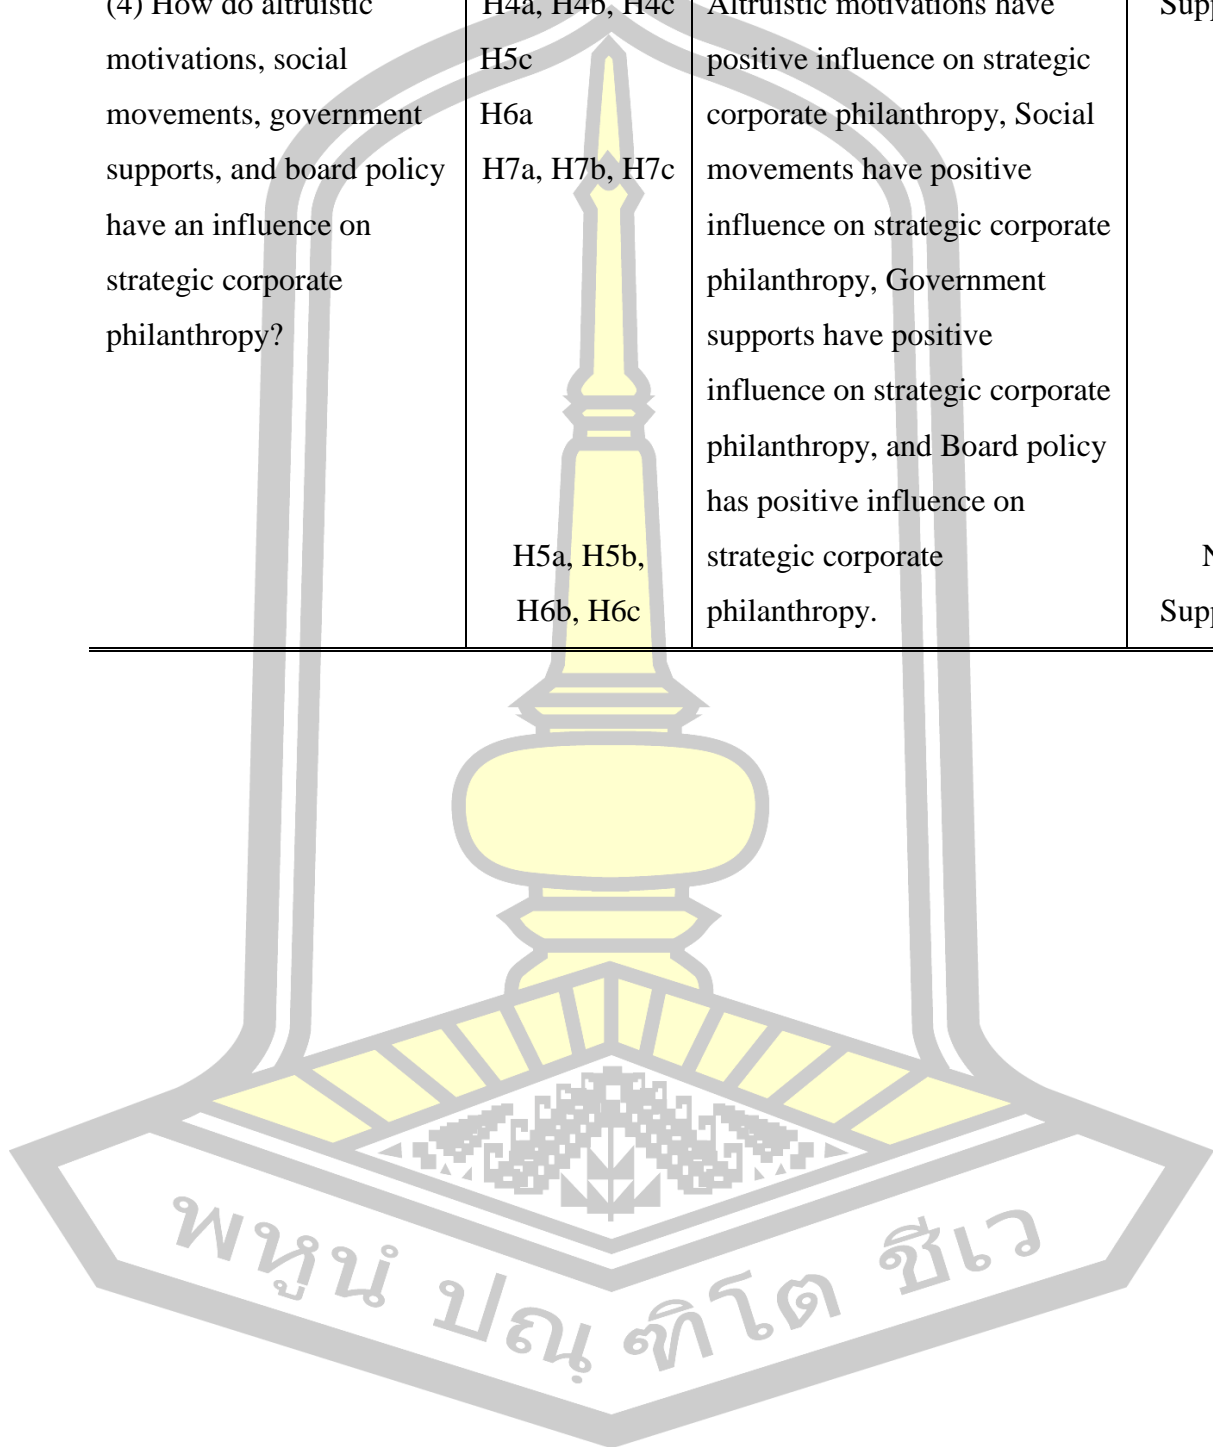 (4) How do altruistic
motivations, social
movements, government
supports, and board policy
have an influence on
strategic corporate
philanthropy?
H4a, H4b, H4c
H5c
H6a
H7a, H7b, H7c
H5a, H5b,
H6b, H6c
Altruistic motivations have
positive influence on strategic
corporate philanthropy, Social
movements have positive
influence on strategic corporate
philanthropy, Government
supports have positive
influence on strategic corporate
philanthropy, and Board policy
has positive influence on
strategic corporate
philanthropy.
พหูนํ ปณฺฑิโต ชีเว